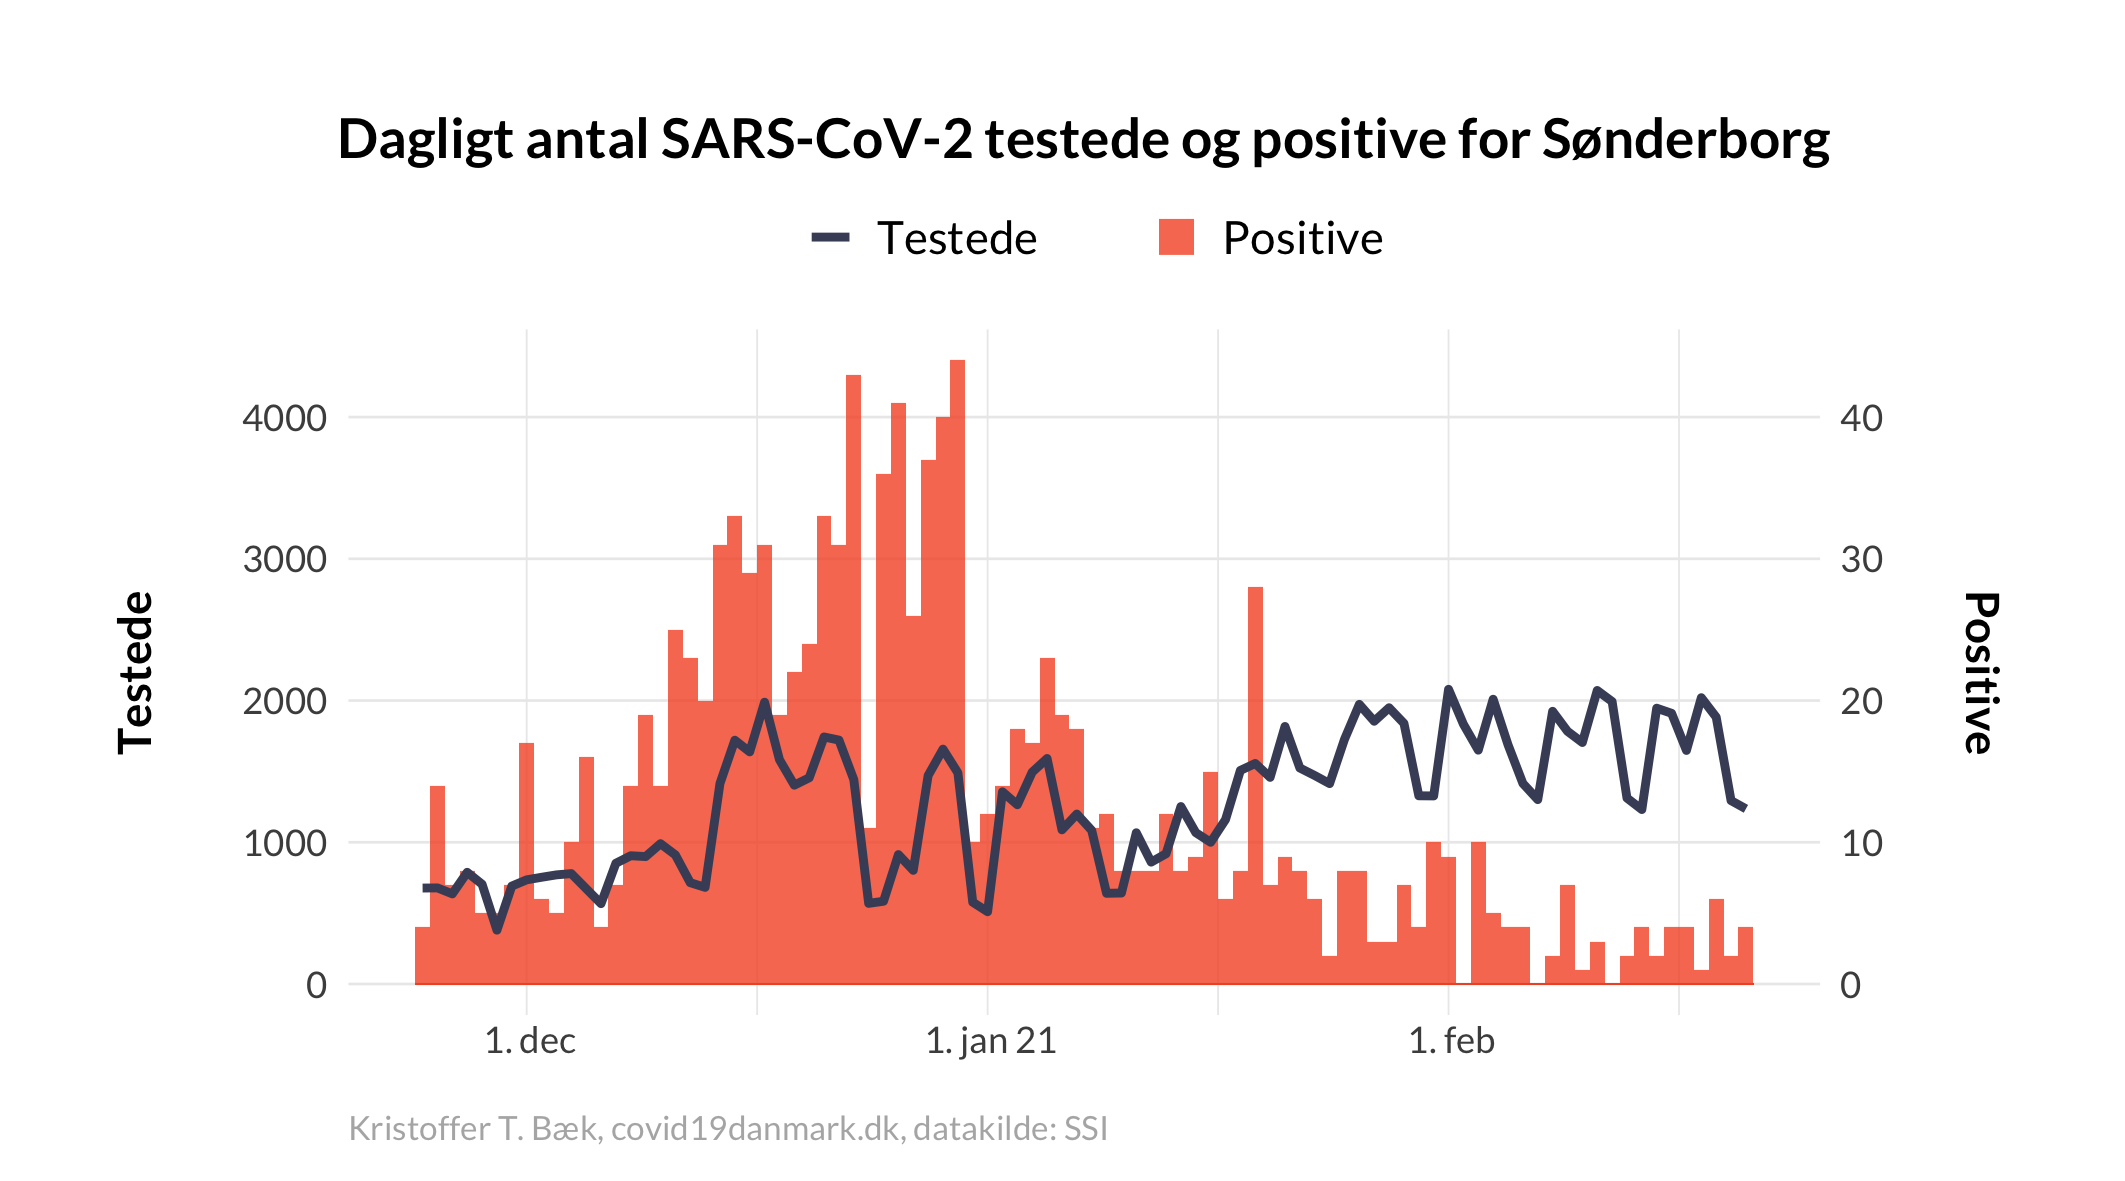 Dagligt antal SARS-CoV-2 testede og positive for Sønderborg
Testede
Positive
4000
3000
2000
1000
0
Testede
40
30
20
10
0
Positive
1. dec
1. jan 21
1. feb
Kristoffer T. Bæk, covid19danmark.dk, datakilde: SSI